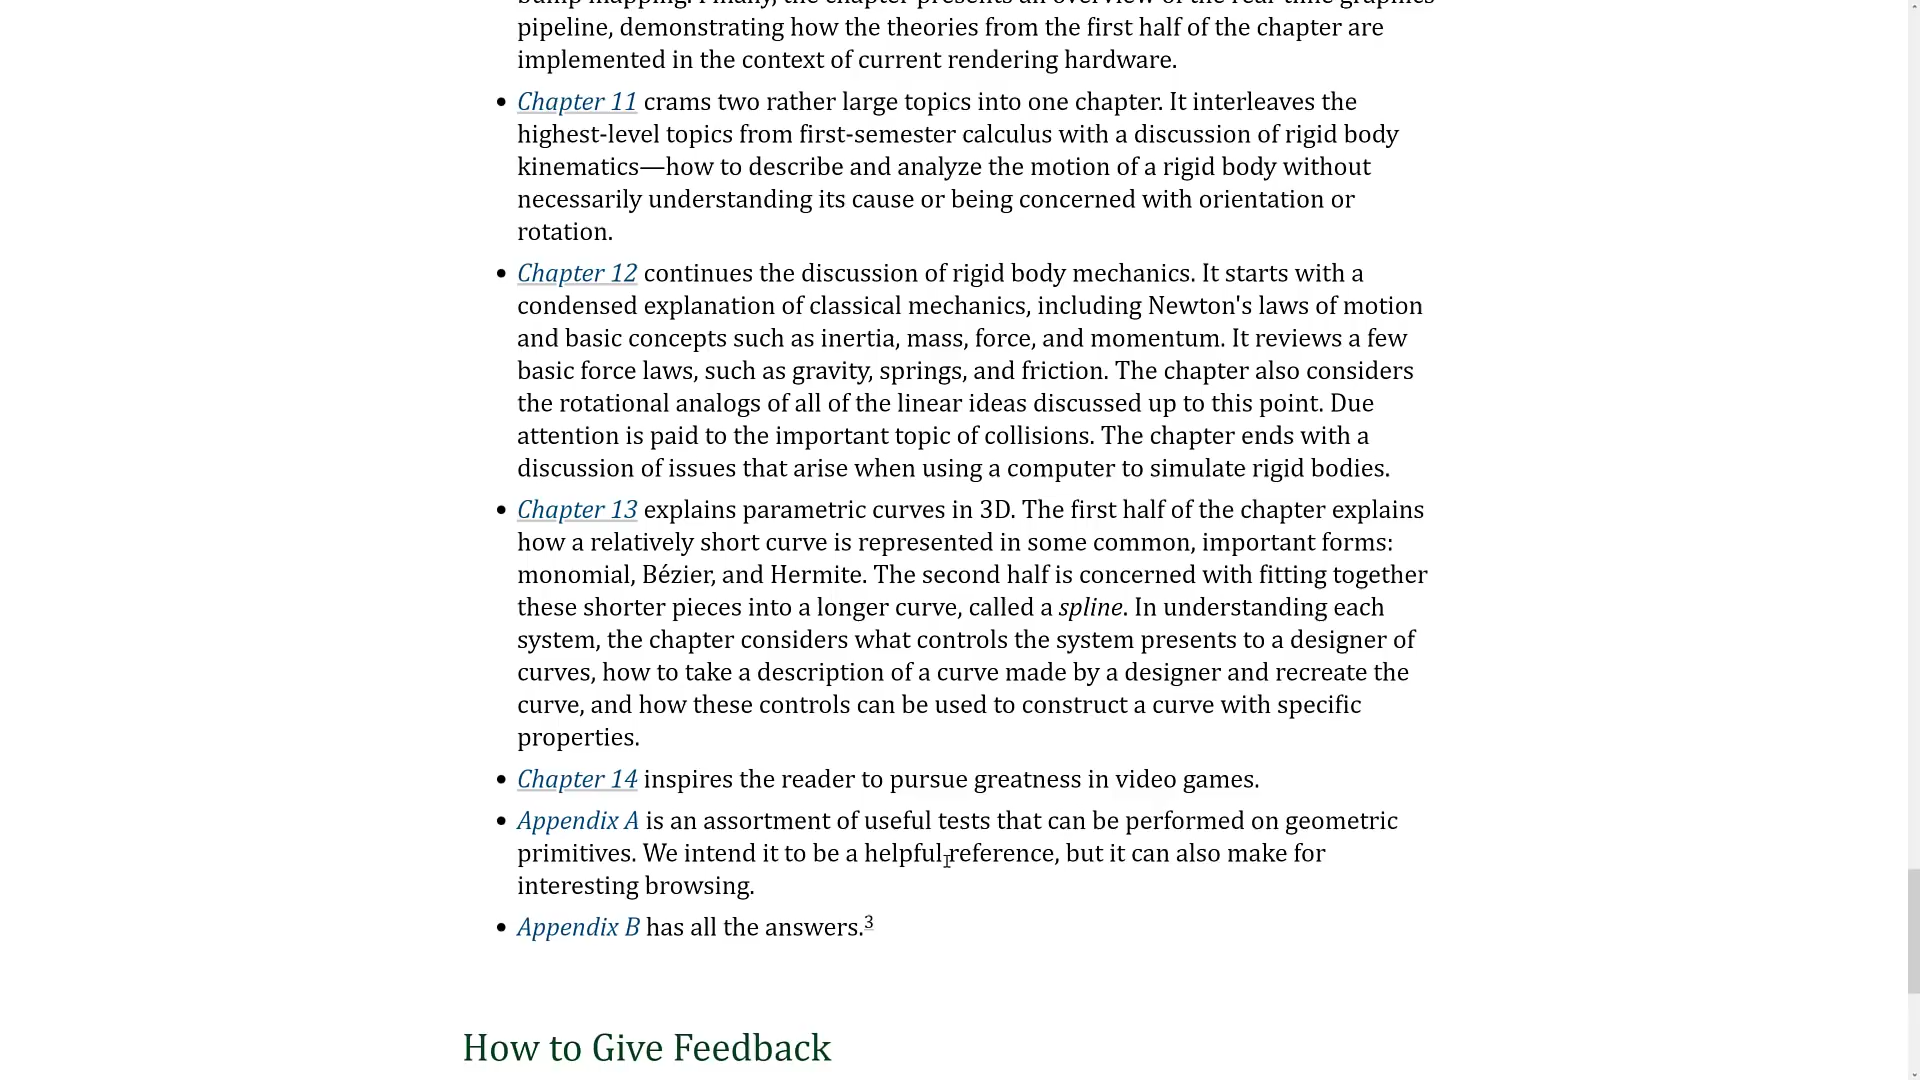 pipeline, demonstrating how the theories from the first half of the chapter are
implemented in the context of current rendering hardware.
• Chapter 11 crams two rather large topics into one chapter. It interleaves the
highest-level topics from first-semester calculus with a discussion of rigid body
kinematics—how to describe and analyze the motion of a rigid body without
necessarily understanding its cause or being concerned with orientation or
rotation.
• Chapter 12 continues the discussion of rigid body mechanics. It starts with a
condensed explanation of classical mechanics, including Newton's laws of motion
and basic concepts such as inertia, mass, force, and momentum. It reviews a few
basic force laws, such as gravity, springs, and friction. The chapter also considers
the rotational analogs of all of the linear ideas discussed up to this point. Due
attention is paid to the important topic of collisions. The chapter ends with a
discussion of issues that arise when using a computer to simulate rigid bodies.
• Chapter 13 explains parametric curves in 3D. The first half of the chapter explains
how a relatively short curve is represented in some common, important forms:
monomial, Bézier, and Hermite. The second half is concerned with fitting together
these shorter pieces into a longer curve, called a spline. In understanding each
system, the chapter considers what controls the system presents to a designer of
curves, how to take a description of a curve made by a designer and recreate the
curve, and how these controls can be used to construct a curve with specific
properties.
• Chapter 14 inspires the reader to pursue greatness in video games.
• Appendix A is an assortment of useful tests that can be performed on geometric
primitives. We intend it to be a helpful reference, but it can also make for
interesting browsing.
• Appendix B has all the answers.3
How to Give Feedback